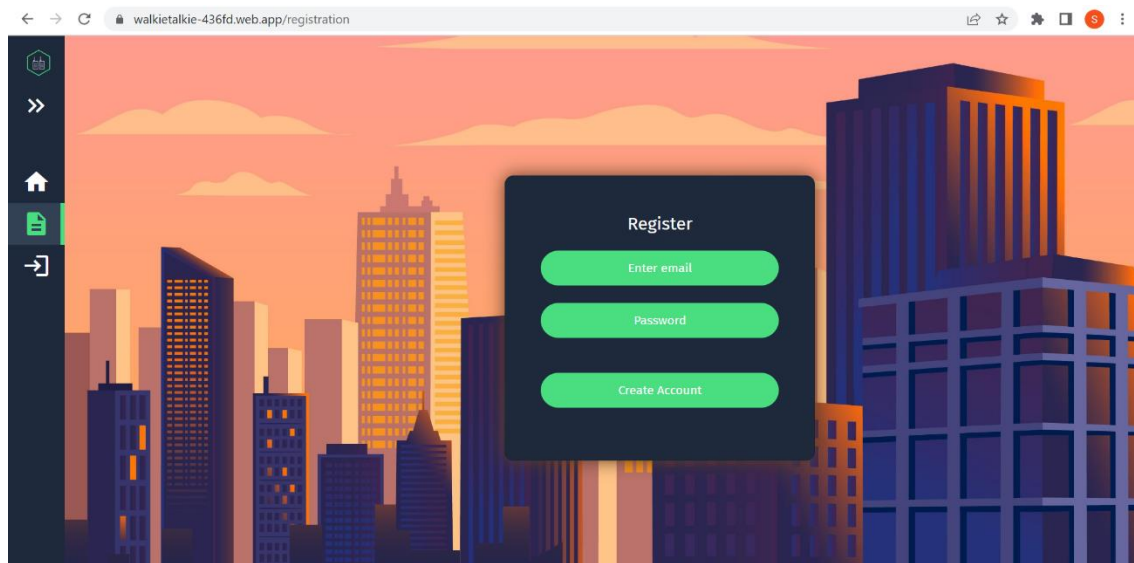 walkietalkie-436fd.web.app/registration
S
Register
Enter email
Password
Create Account